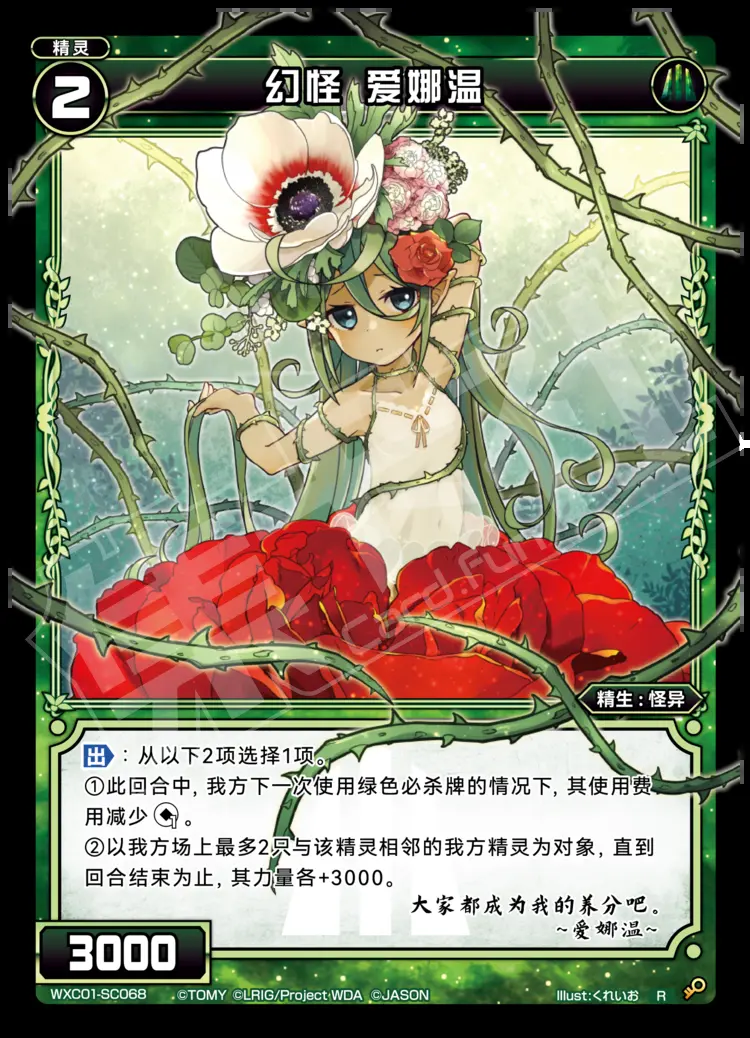 精灵
2
幻怪 爱娜温
精生:怪异
出:从以下2项选择1项。
①此回合中, 我方下一次使用绿色必杀牌的情况下, 其使用费
用减少 。
②以我方场上最多2只与该精灵相邻的我方精灵为对象, 直到
回合结束为止, 其力量各+3000。
大家都成为我的养分吧。
~爱娜温~
3000
WXC01-SC068 ©TOMY ©LRIG/Project WDA ©JASON Illust:くれいお R